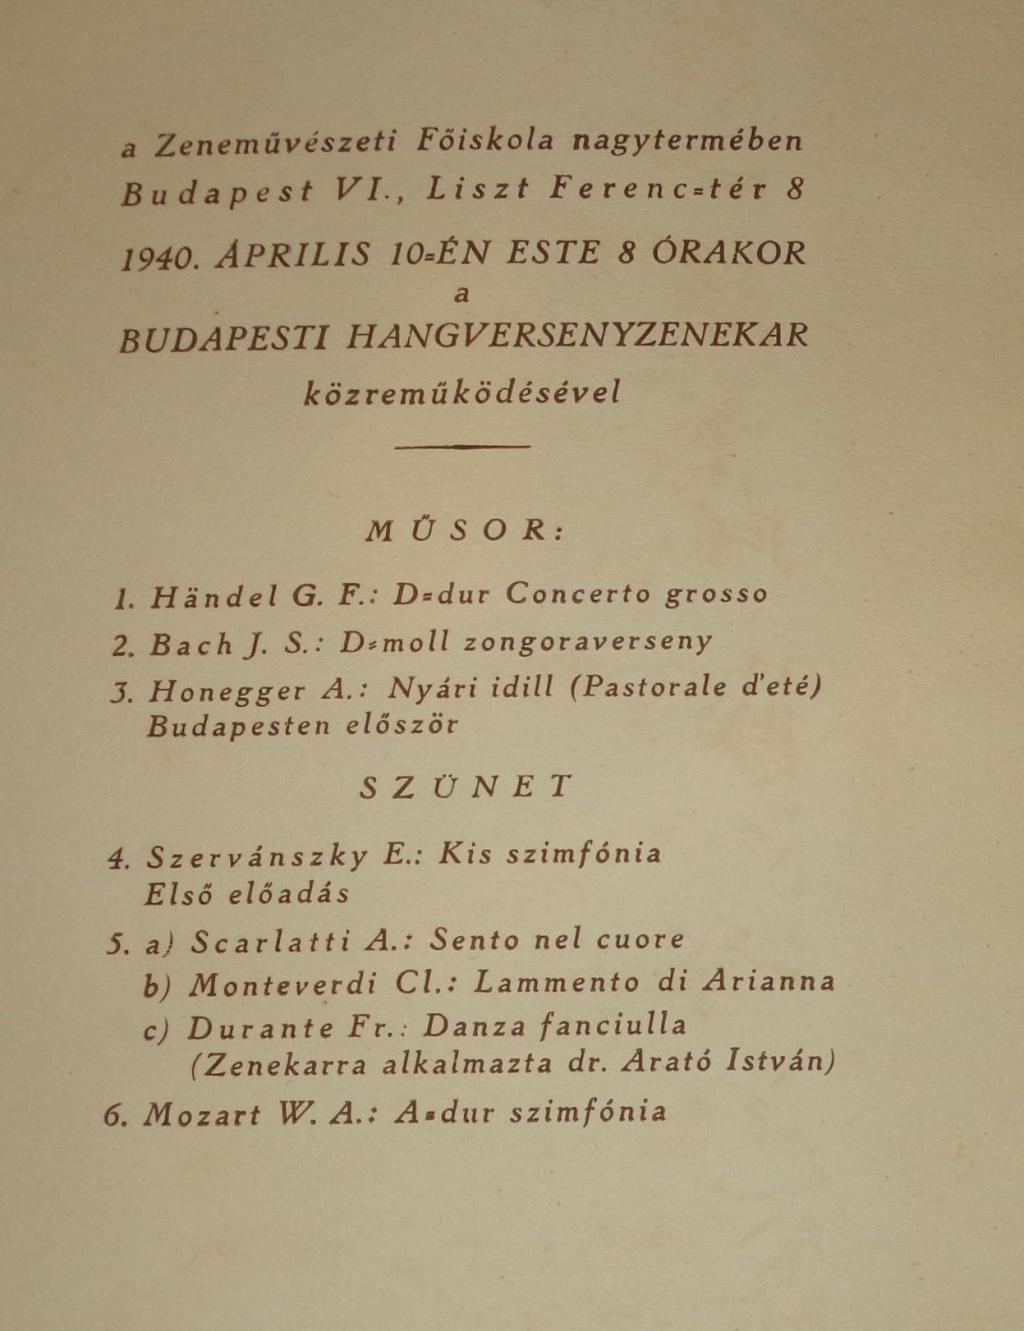 a Zeneművészeti Főiskola nagytermében
Budapest VI., Liszt Ferenc=tér 8
1940. ÁPRILIS 10=ÉN ESTE 8 ÓRAKOR
a
BUDAPESTI HANGVERSENYZENEKAR
közreműködésével
MŰSOR:
1. Händel G. F.: D=dur Concerto grosso
2. Bach J. S.: D=moll zongoraverseny
3. Honegger A.: Nyári idill (Pastorale d'eté)
Budapesten először
SZÜNET
4. Szervánszky E.: Kis szimfónia
Első előadás
5. a) Scarlatti A.: Sento nel cuore
b) Monteverdi Cl.: Lammento di Arianna
c) Durante Fr.: Danza fanciulla
(Zenekarra alkalmazta dr. Arató István)
6. Mozart W. A.: A=dur szimfónia